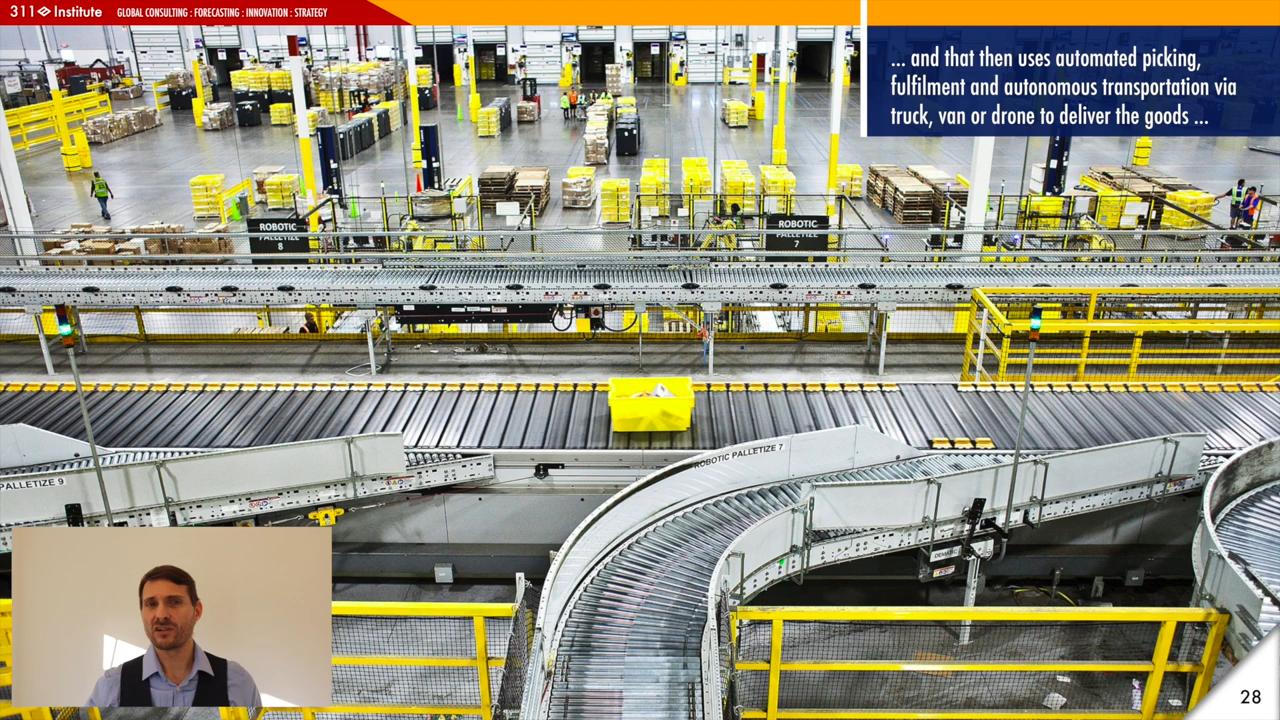 311 Institute
GLOBAL CONSULTING : FORECASTING : INNOVATION : STRATEGY
... and that then uses automated picking,
fulfilment and autonomous transportation via
truck, van or drone to deliver the goods ...
ROBOTIC
PALLETIZE
8
ROBOTIC
PALLETIZE
7
ROBOTIC PALLETIZE 7
PALLETIZE 9
DEMATIC
28